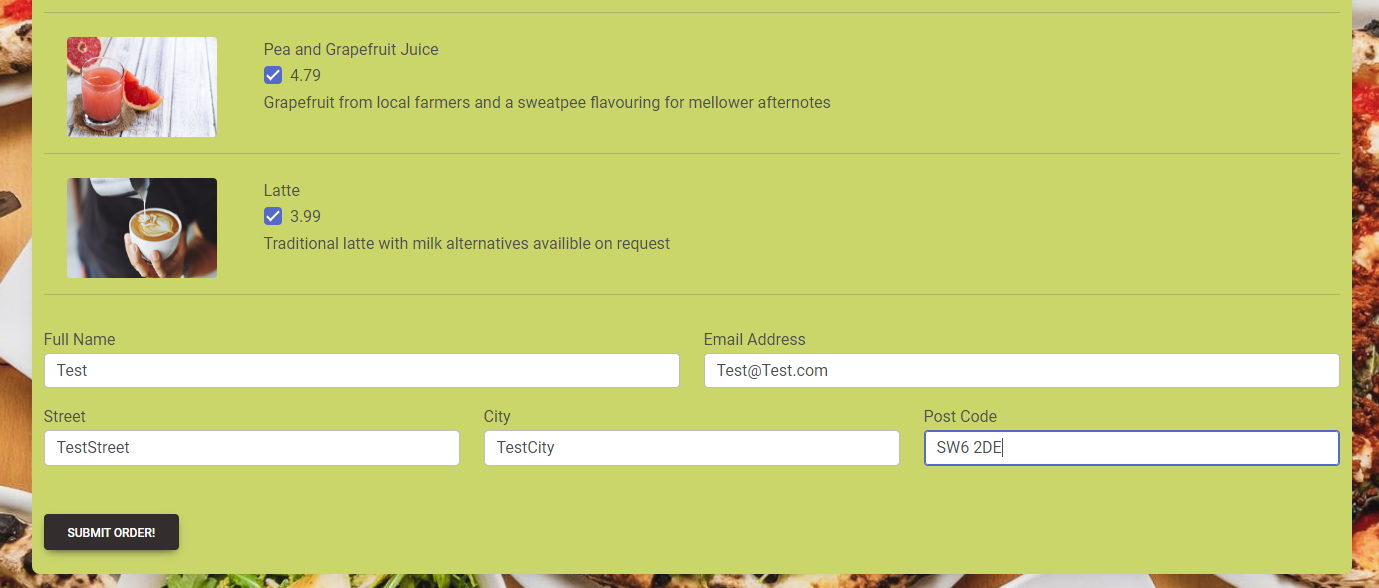 Pea and Grapefruit Juice
4.79
Grapefruit from local farmers and a sweatpee flavouring for mellower afternotes
Latte
3.99
Traditional latte with milk alternatives availible on request
Full Name
Email Address
Test
Test@Test.com
Street
City
Post Code
TestStreet
TestCity
SW6 2DE
SUBMIT ORDER!